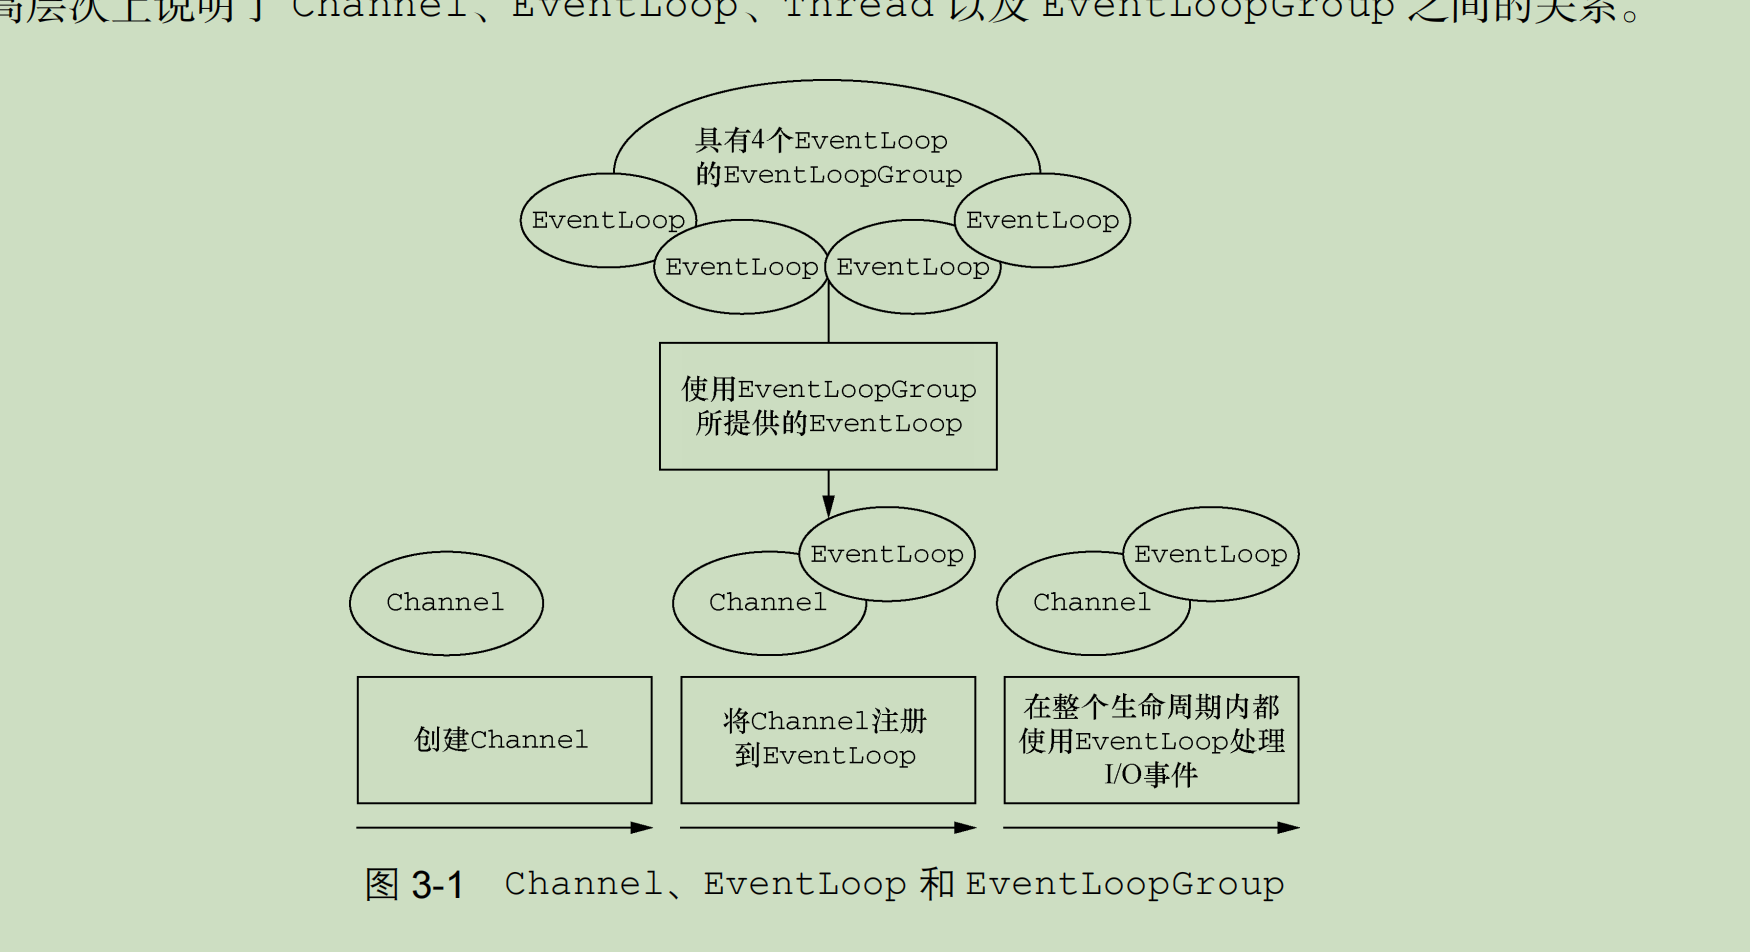 高层次上说明了 Channel、EventLoop、Thread 以及 EventLoopGroup 之间的关系。
具有4个EventLoop
的EventLoopGroup
EventLoop
EventLoop
EventLoop
EventLoop
使用EventLoopGroup
所提供的EventLoop
EventLoop
EventLoop
Channel
Channel
Channel
创建Channel
将Channel注册
到EventLoop
在整个生命周期内都
使用EventLoop处理
I/O事件
图 3-1 Channel、EventLoop 和 EventLoopGroup